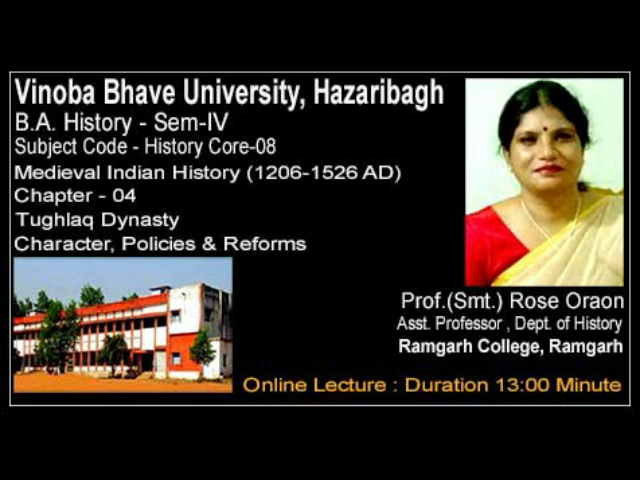 Vinoba Bhave University, Hazaribagh
B.A. History - Sem-IV
Subject Code - History Core-08
Medieval Indian History (1206-1526 AD)
Chapter - 04
Tughlaq Dynasty
Character, Policies & Reforms
Prof.(Smt.) Rose Oraon
Asst. Professor , Dept. of History
Ramgarh College, Ramgarh
Online Lecture : Duration 13:00 Minute